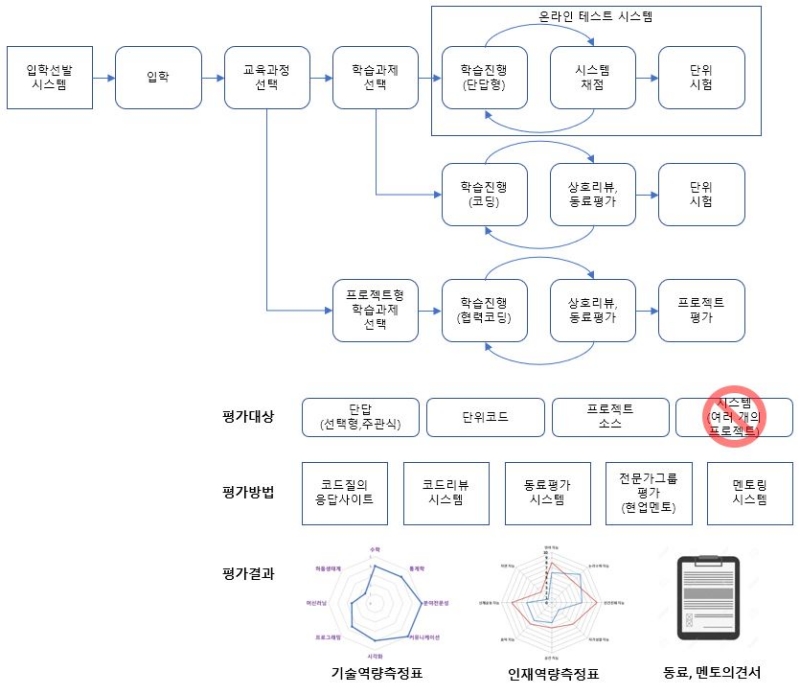 온라인 테스트 시스템
입학선발
시스템
입학
교육과정
선택
학습과제
선택
학습진행
(단답형)
시스템
채점
단위
시험
학습진행
(코딩)
상호리뷰,
동료평가
단위
시험
프로젝트형
학습과제
선택
학습진행
(협력코딩)
상호리뷰,
동료평가
프로젝트
평가
평가대상
단답
(선택형,주관식)
단위코드
프로젝트
소스
시스템
(여러 개의
프로젝트)
평가방법
코드질의
응답사이트
코드리뷰
시스템
동료평가
시스템
전문가그룹
평가
(현업멘토)
멘토링
시스템
평가결과
수학
통계학
분야전문성
커뮤니케이션
시각화
프로그래밍
머신러닝
하둡생태계
기술역량측정표
인재역량측정표
동료, 멘토의견서